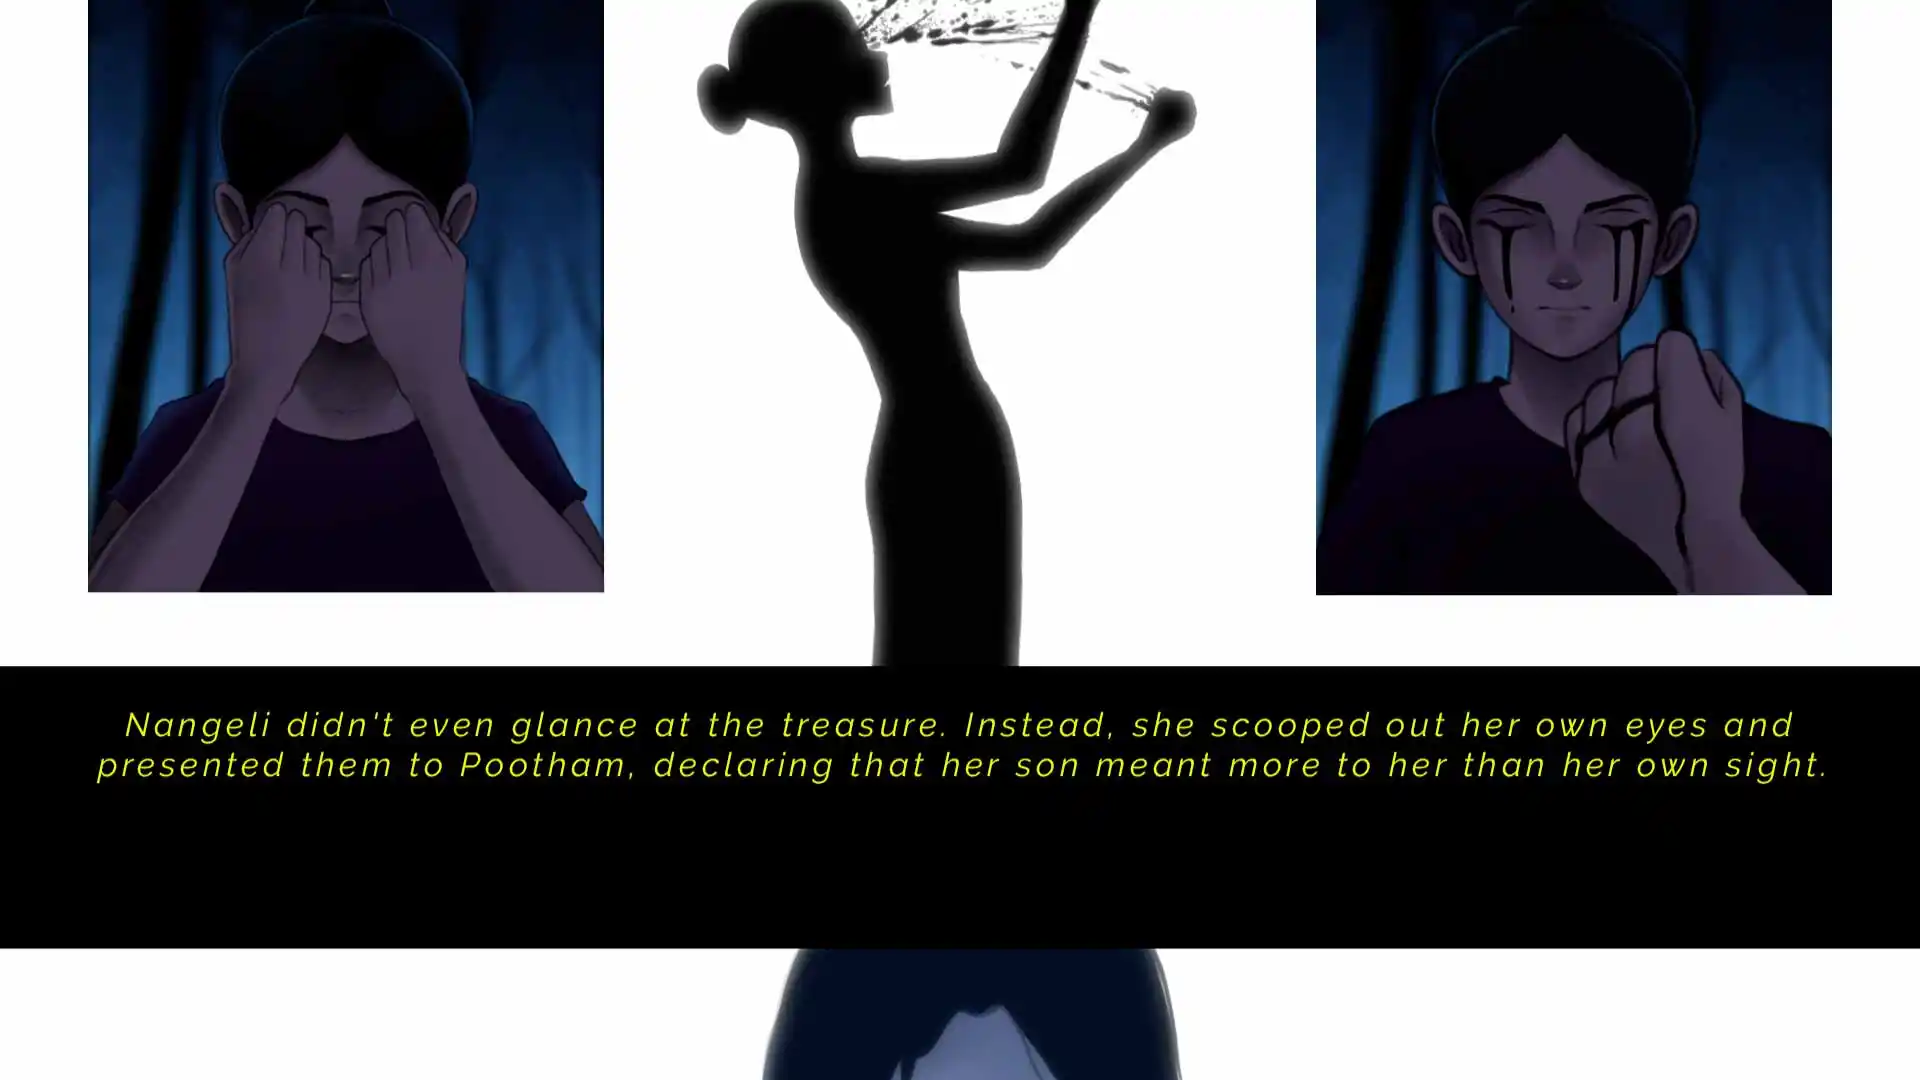 Nangeli didn't even glance at the treasure. Instead, she scooped out her own eyes and
presented them to Pootham, declaring that her son meant more to her than her own sight.